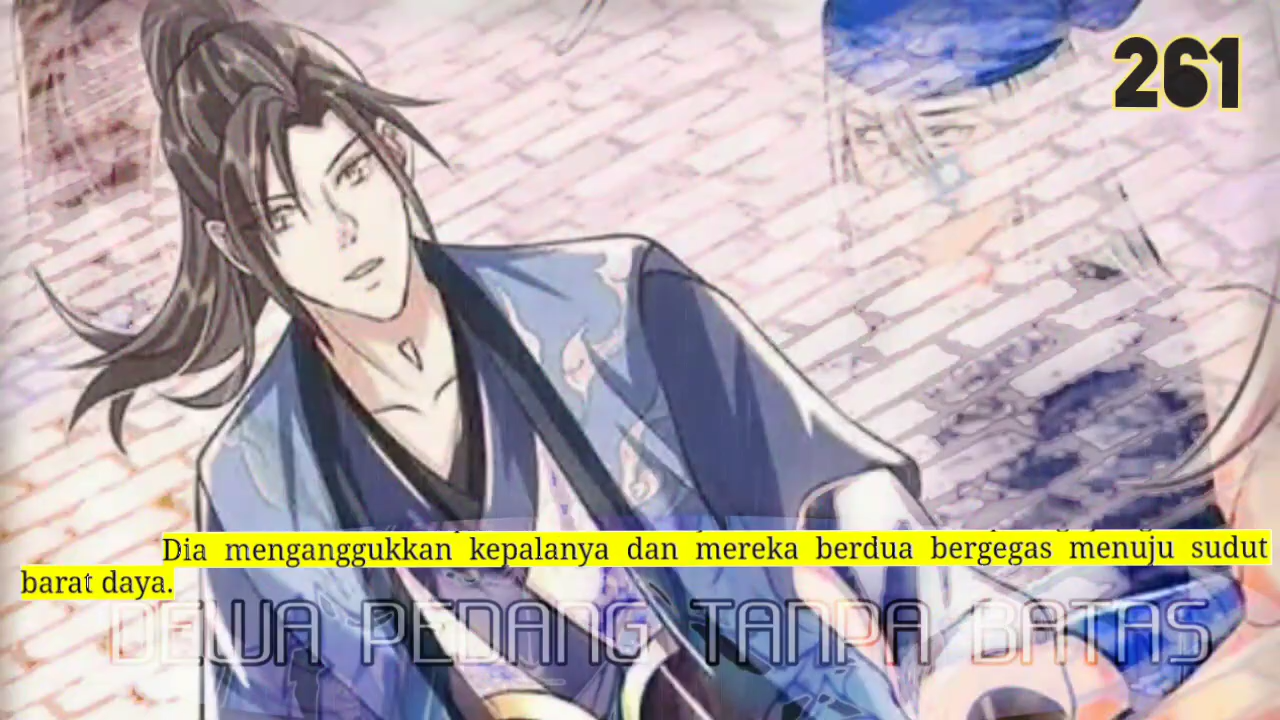 261
Dia menganggukkan kepalanya dan mereka berdua bergegas menuju sudut
barat daya.
DEWA PEDANG TANPA BATAS